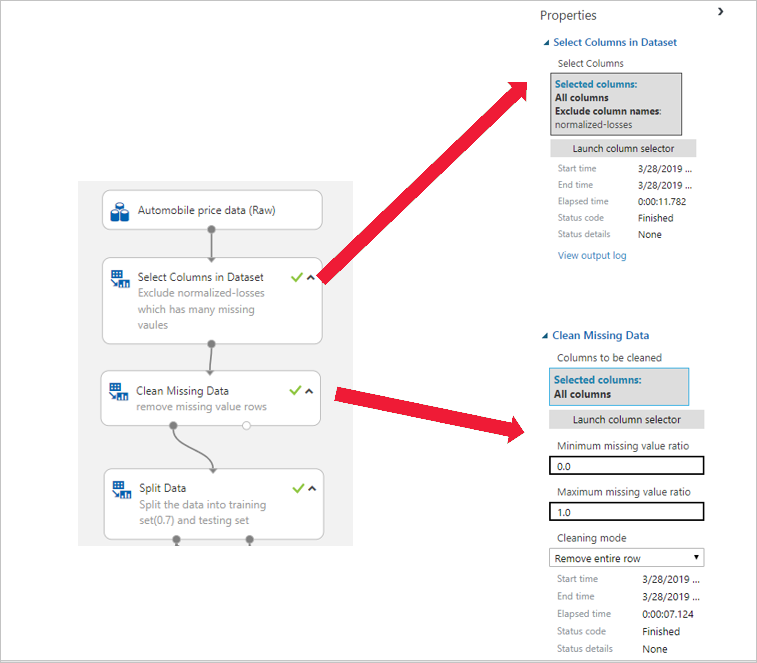 Automobile price data (Raw)
Select Columns in Dataset
Exclude normalized-losses
which has many missing
vaules
Clean Missing Data
remove missing value rows
Split Data
Split the data into training
set(0.7) and testing set
Properties
Select Columns in Dataset
Select Columns
Selected columns:
All columns
Exclude column names:
normalized-losses
Launch column selector
Start time 3/28/2019 ...
End time 3/28/2019 ...
Elapsed time 0:00:11.782
Status code Finished
Status details None
View output log
Clean Missing Data
Columns to be cleaned
Selected columns:
All columns
Launch column selector
Minimum missing value ratio
0.0
Maximum missing value ratio
1.0
Cleaning mode
Remove entire row
Start time 3/28/2019 ...
End time 3/28/2019 ...
Elapsed time 0:00:07.124
Status code Finished
Status details None